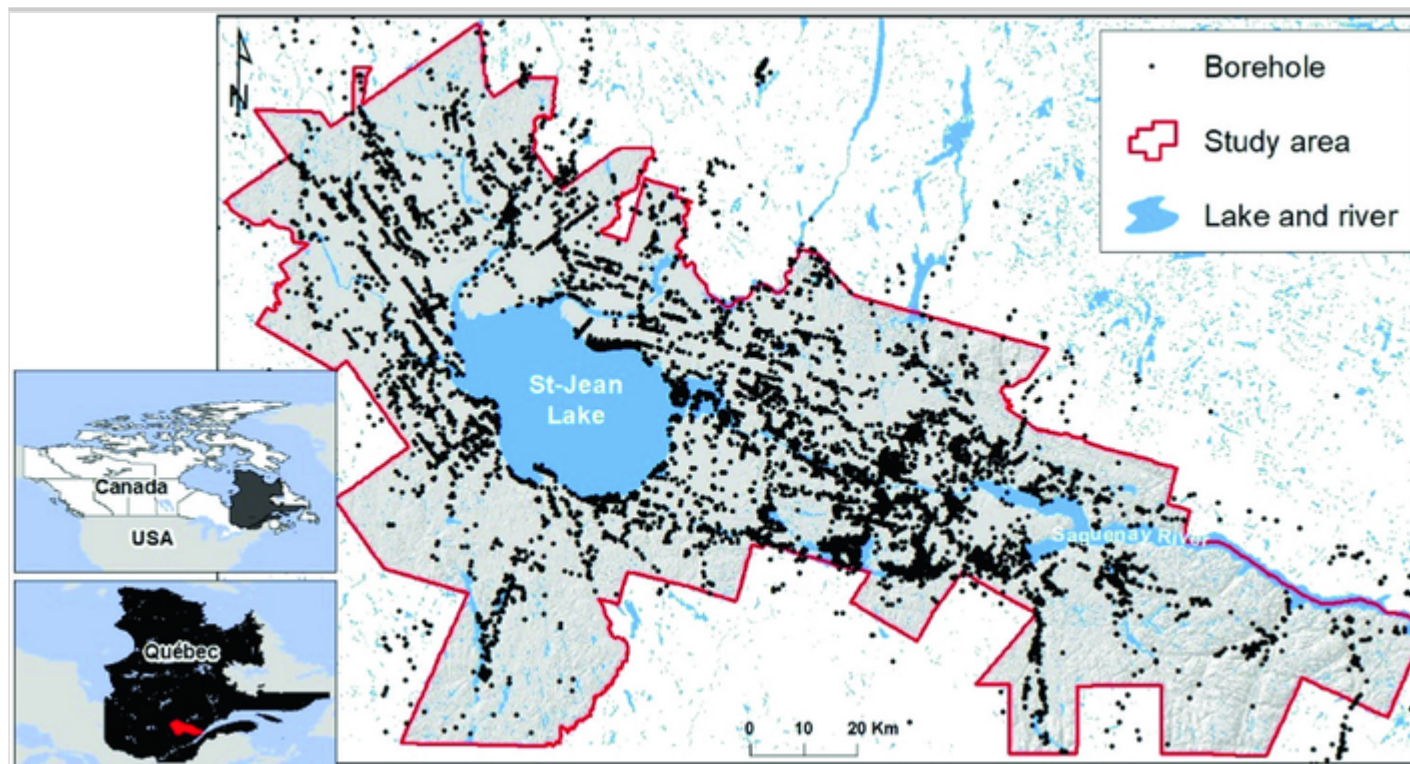 N
Borehole
Study area
Lake and river
St-Jean
Lake
Saguenay River
Canada
USA
Québec
0 10 20 Km